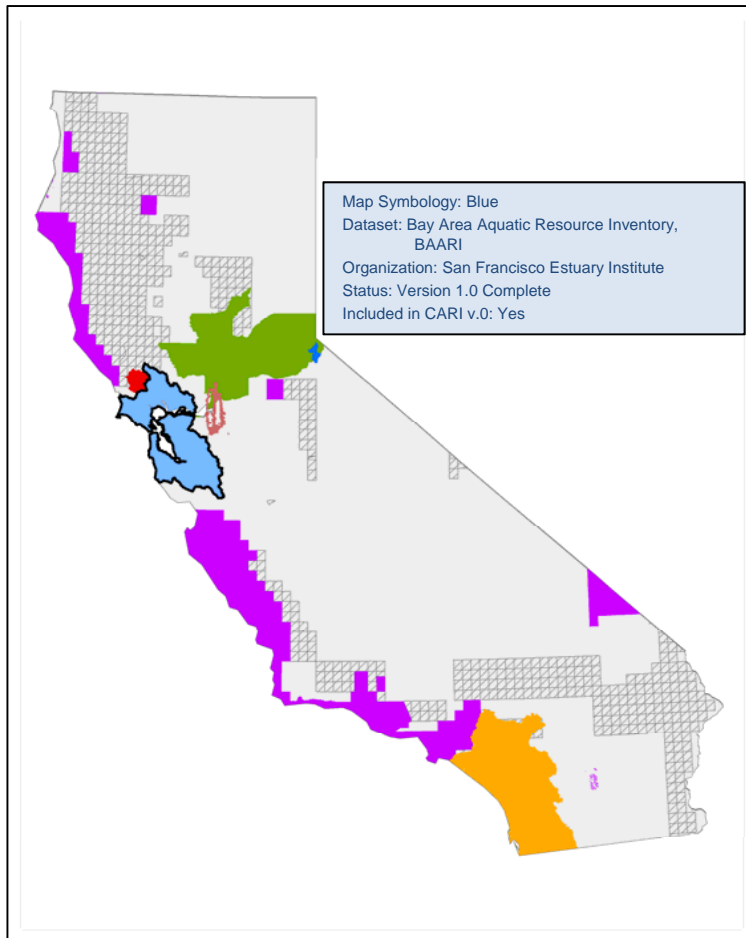 Map Symbology: Blue
Dataset: Bay Area Aquatic Resource Inventory,
BAARI
Organization: San Francisco Estuary Institute
Status: Version 1.0 Complete
Included in CARI v.0: Yes